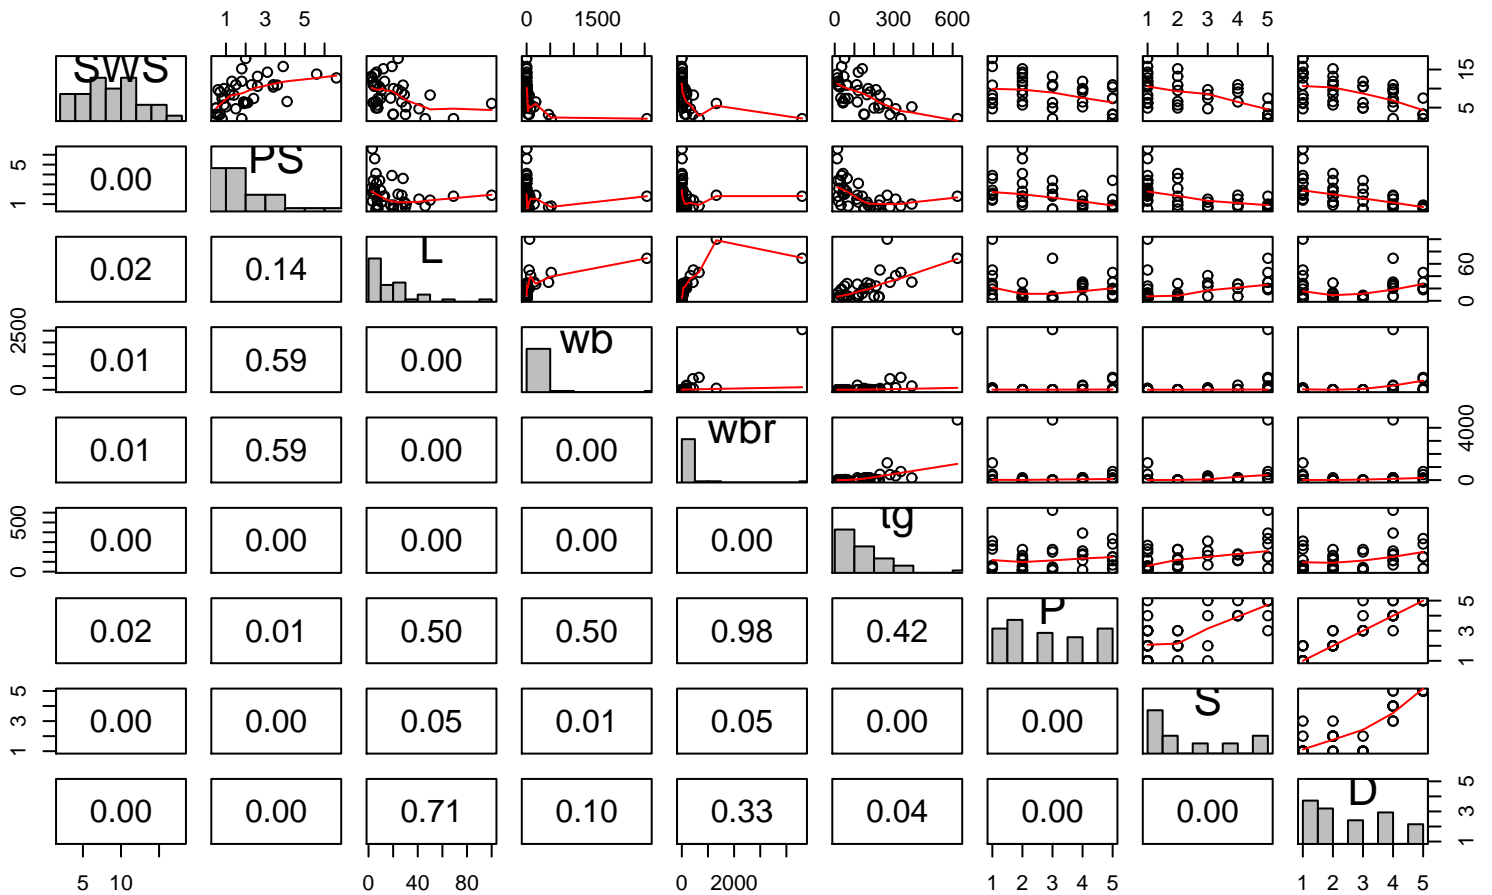 1 3 5 0 1500 0 300 600 1 2 3 4 5
SWS 5 15
1 5 0.00 PS
0.02 0.14 L 0 60
0 2500 0.01 0.59 0.00 wb
0.01 0.59 0.00 0.00 wbr 0 4000
0 500 0.00 0.00 0.00 0.00 0.00 tg
0.02 0.01 0.50 0.50 0.98 0.42 P 1 3 5
1 3 5 0.00 0.00 0.05 0.01 0.05 0.00 0.00 S
0.00 0.00 0.71 0.10 0.33 0.04 0.00 0.00 D 1 3 5
5 10 0 40 80 0 2000 1 2 3 4 5 1 2 3 4 5